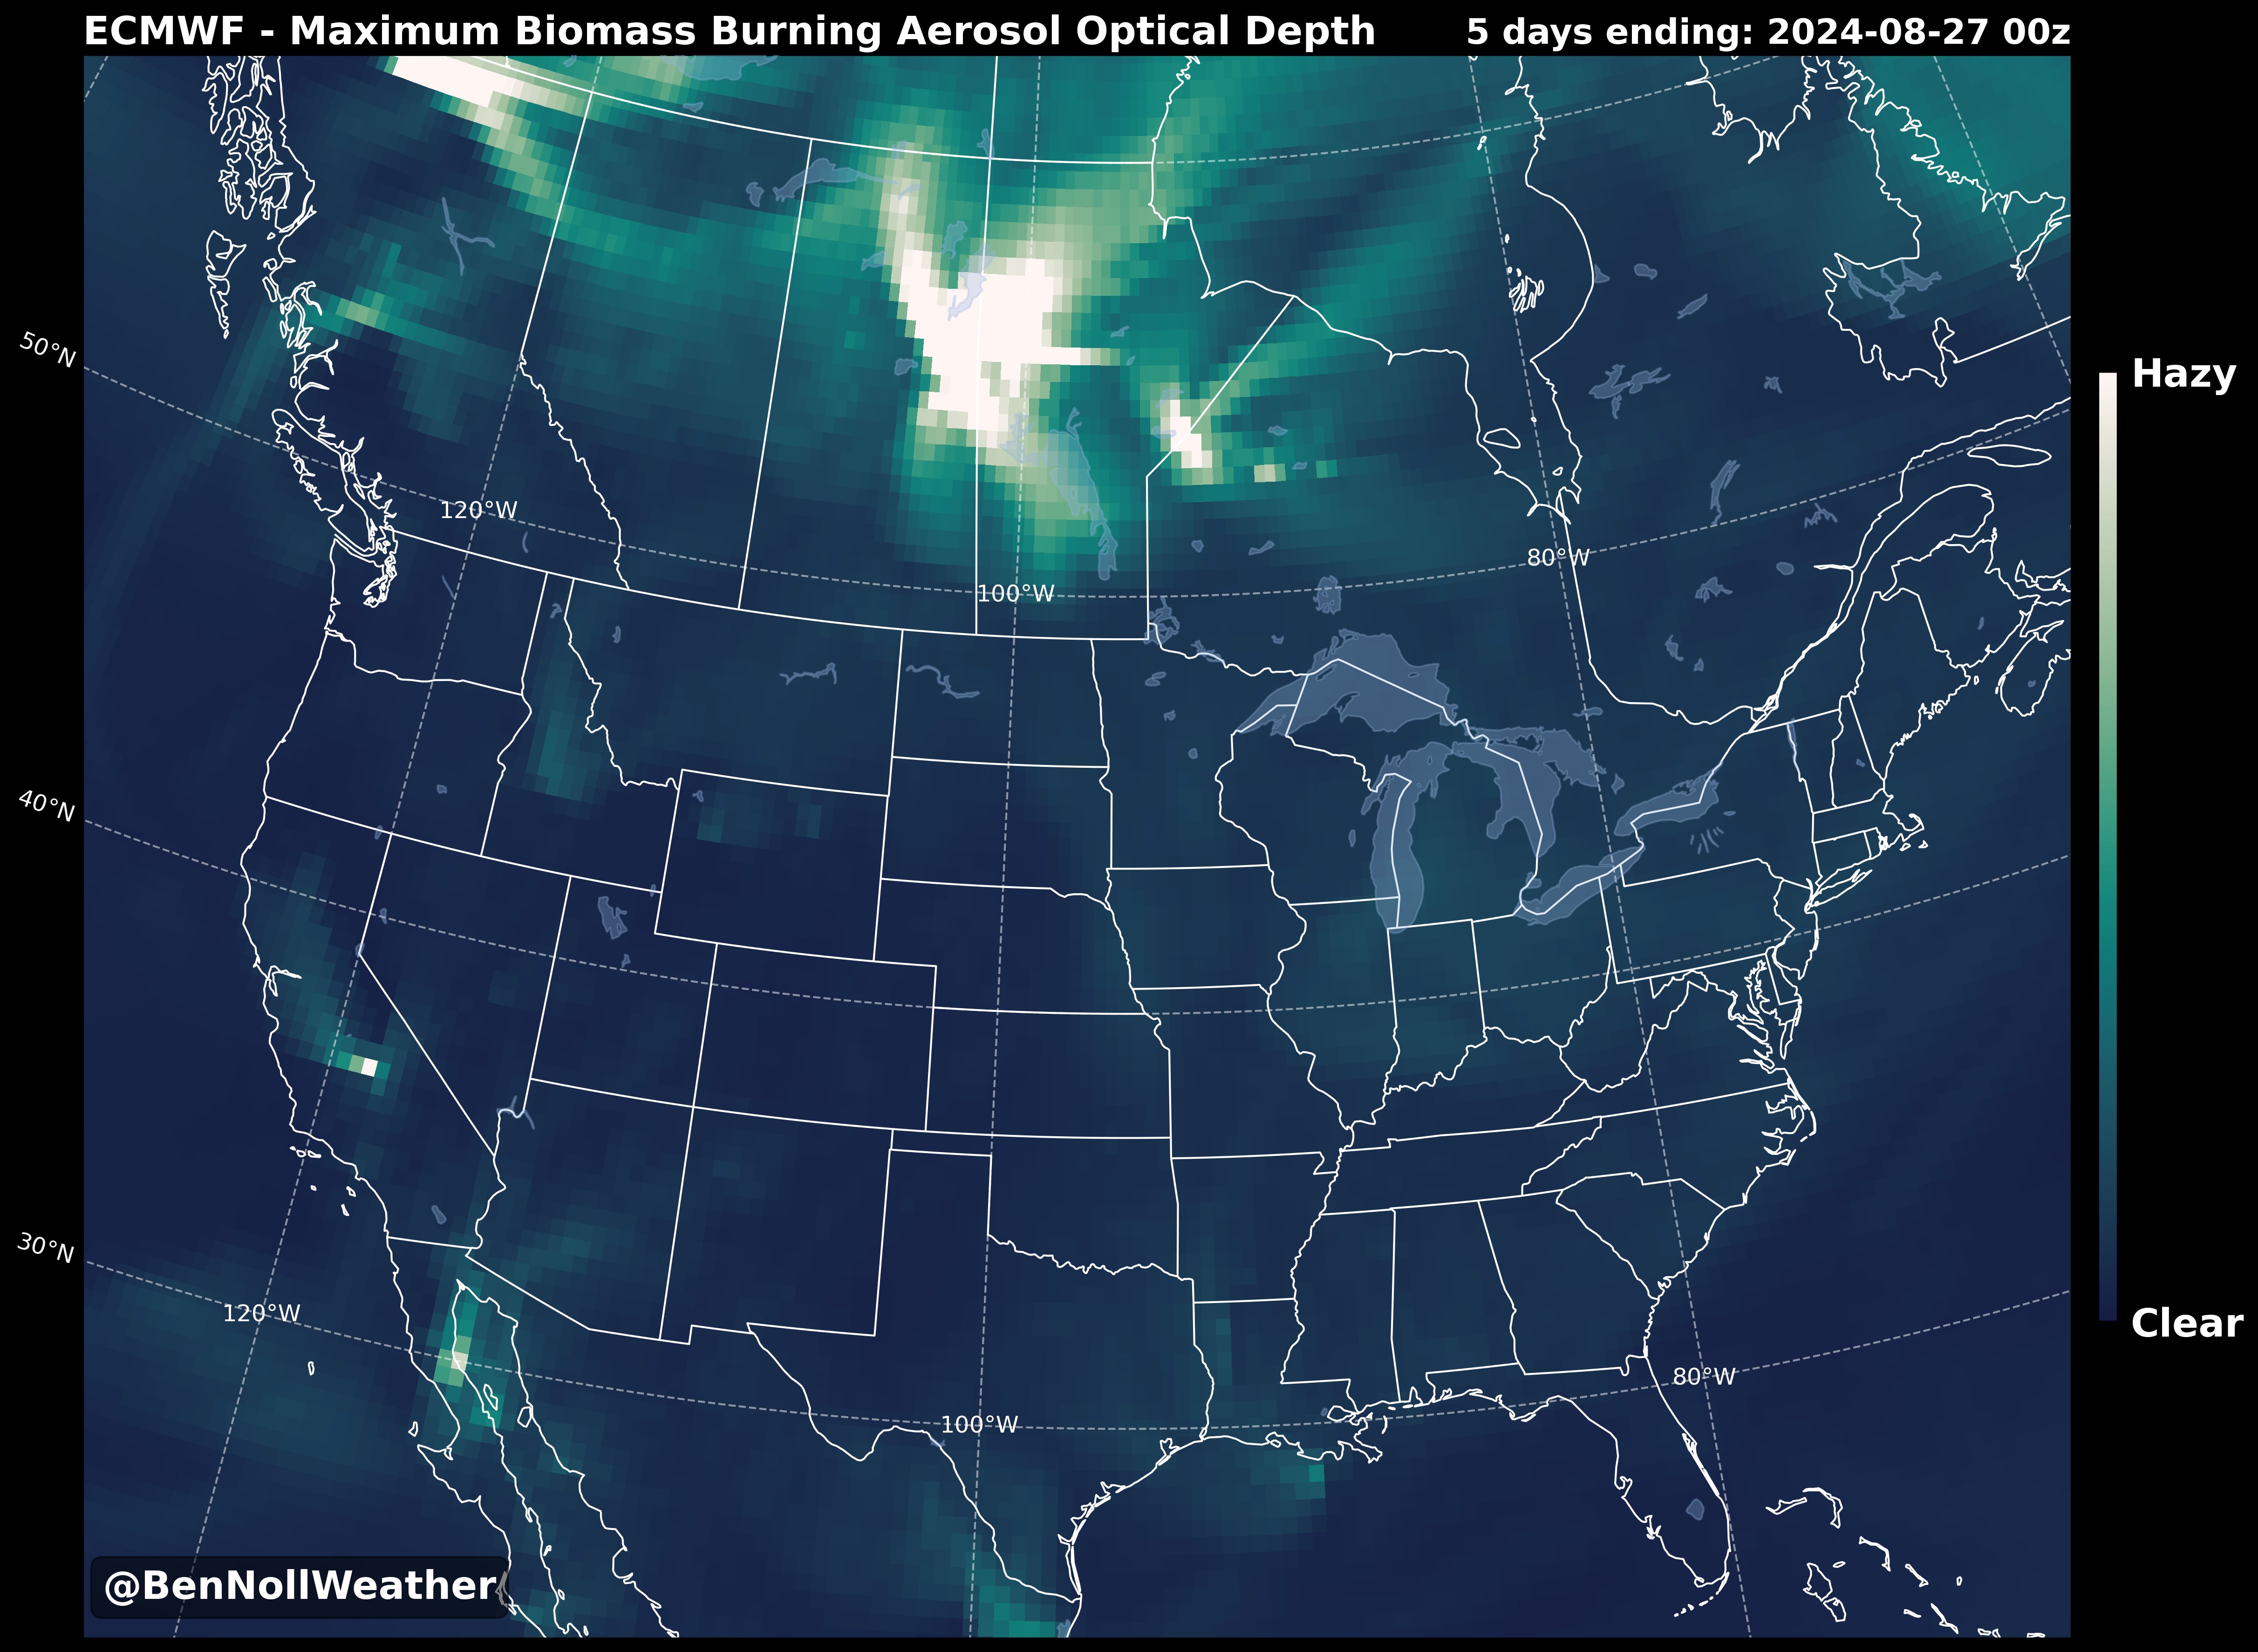 ECMWF - Maximum Biomass Burning Aerosol Optical Depth
5 days ending: 2024-08-27 00z
50°N
Hazy
120°W
80°W
100°W
40°N
30°N
120°W
Clear
80°W
100°W
@BenNollWeather